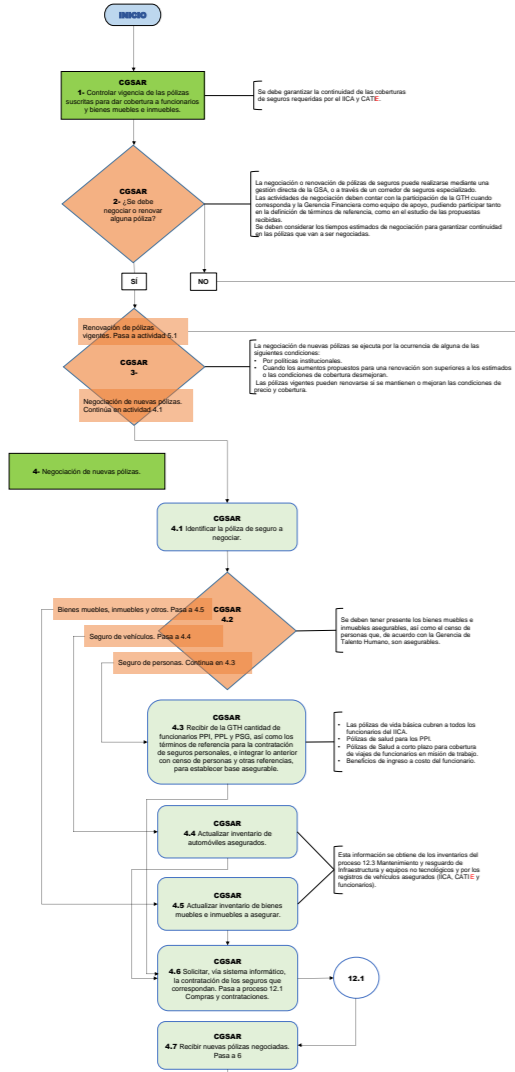 INICIO
CGSAR
1- Controlar vigencia de las pólizas
suscritas para dar cobertura a funcionarios
y bienes muebles e inmuebles.
Se debe garantizar la continuidad de las coberturas
de seguros requeridas por el IICA y CATIE.
CGSAR
2- ¿Se debe
negociar o renovar
alguna póliza?
La negociación o renovación de pólizas de seguros puede realizarse mediante una
gestión directa de la GSA, o a través de un corredor de seguros especializado.
Las actividades de negociación deben contar con la participación de la GTH cuando
corresponda y la Gerencia Financiera como equipo de apoyo, pudiendo participar tanto
en la definición de términos de referencia, como en el estudio de las propuestas
recibidas.
Se deben considerar los tiempos estimados de negociación para garantizar continuidad
en las pólizas que van a ser negociadas.
SÍ
NO
Renovación de pólizas
vigentes. Pasa a actividad 5.1
CGSAR
3-
Negociación de nuevas pólizas.
Continúa en actividad 4.1
La negociación de nuevas pólizas se ejecuta por la ocurrencia de alguna de las
siguientes condiciones:
• Por políticas institucionales.
• Cuando los aumentos propuestos para una renovación son superiores a los estimados
o las condiciones de cobertura desmejoran.
Las pólizas vigentes pueden renovarse si se mantienen o mejoran las condiciones de
precio y cobertura.
4- Negociación de nuevas pólizas.
CGSAR
4.1 Identificar la póliza de seguro a
negociar.
Bienes muebles, inmuebles y otros. Pasa a 4.5
CGSAR
4.2
Seguro de vehículos. Pasa a 4.4
Seguro de personas. Continua en 4.3
Se deben tener presente los bienes muebles e
inmuebles asegurables, así como el censo de
personas que, de acuerdo con la Gerencia de
Talento Humano, son asegurables.
CGSAR
4.3 Recibir de la GTH cantidad de
funcionarios PPI, PPL y PSG, así como los
términos de referencia para la contratación
de seguros personales, e integrar lo anterior
con censo de personas y otras referencias,
para establecer base asegurable.
• Las pólizas de vida básica cubren a todos los
funcionarios del IICA.
• Pólizas de salud para los PPI.
• Pólizas de Salud a corto plazo para cobertura
de viajes de funcionarios en misión de trabajo.
• Beneficios de ingreso a costo del funcionario.
CGSAR
4.4 Actualizar inventario de
automóviles asegurados.
Esta información se obtiene de los inventarios del
proceso 12.3 Mantenimiento y resguardo de
Infraestructura y equipos no tecnológicos y por los
registros de vehículos asegurados (IICA, CATIE y
funcionarios).
CGSAR
4.5 Actualizar inventario de bienes
muebles e inmuebles a asegurar.
CGSAR
4.6 Solicitar, vía sistema informático,
la contratación de los seguros que
correspondan. Pasa a proceso 12.1
Compras y contrataciones.
12.1
CGSAR
4.7 Recibir nuevas pólizas negociadas.
Pasa a 6